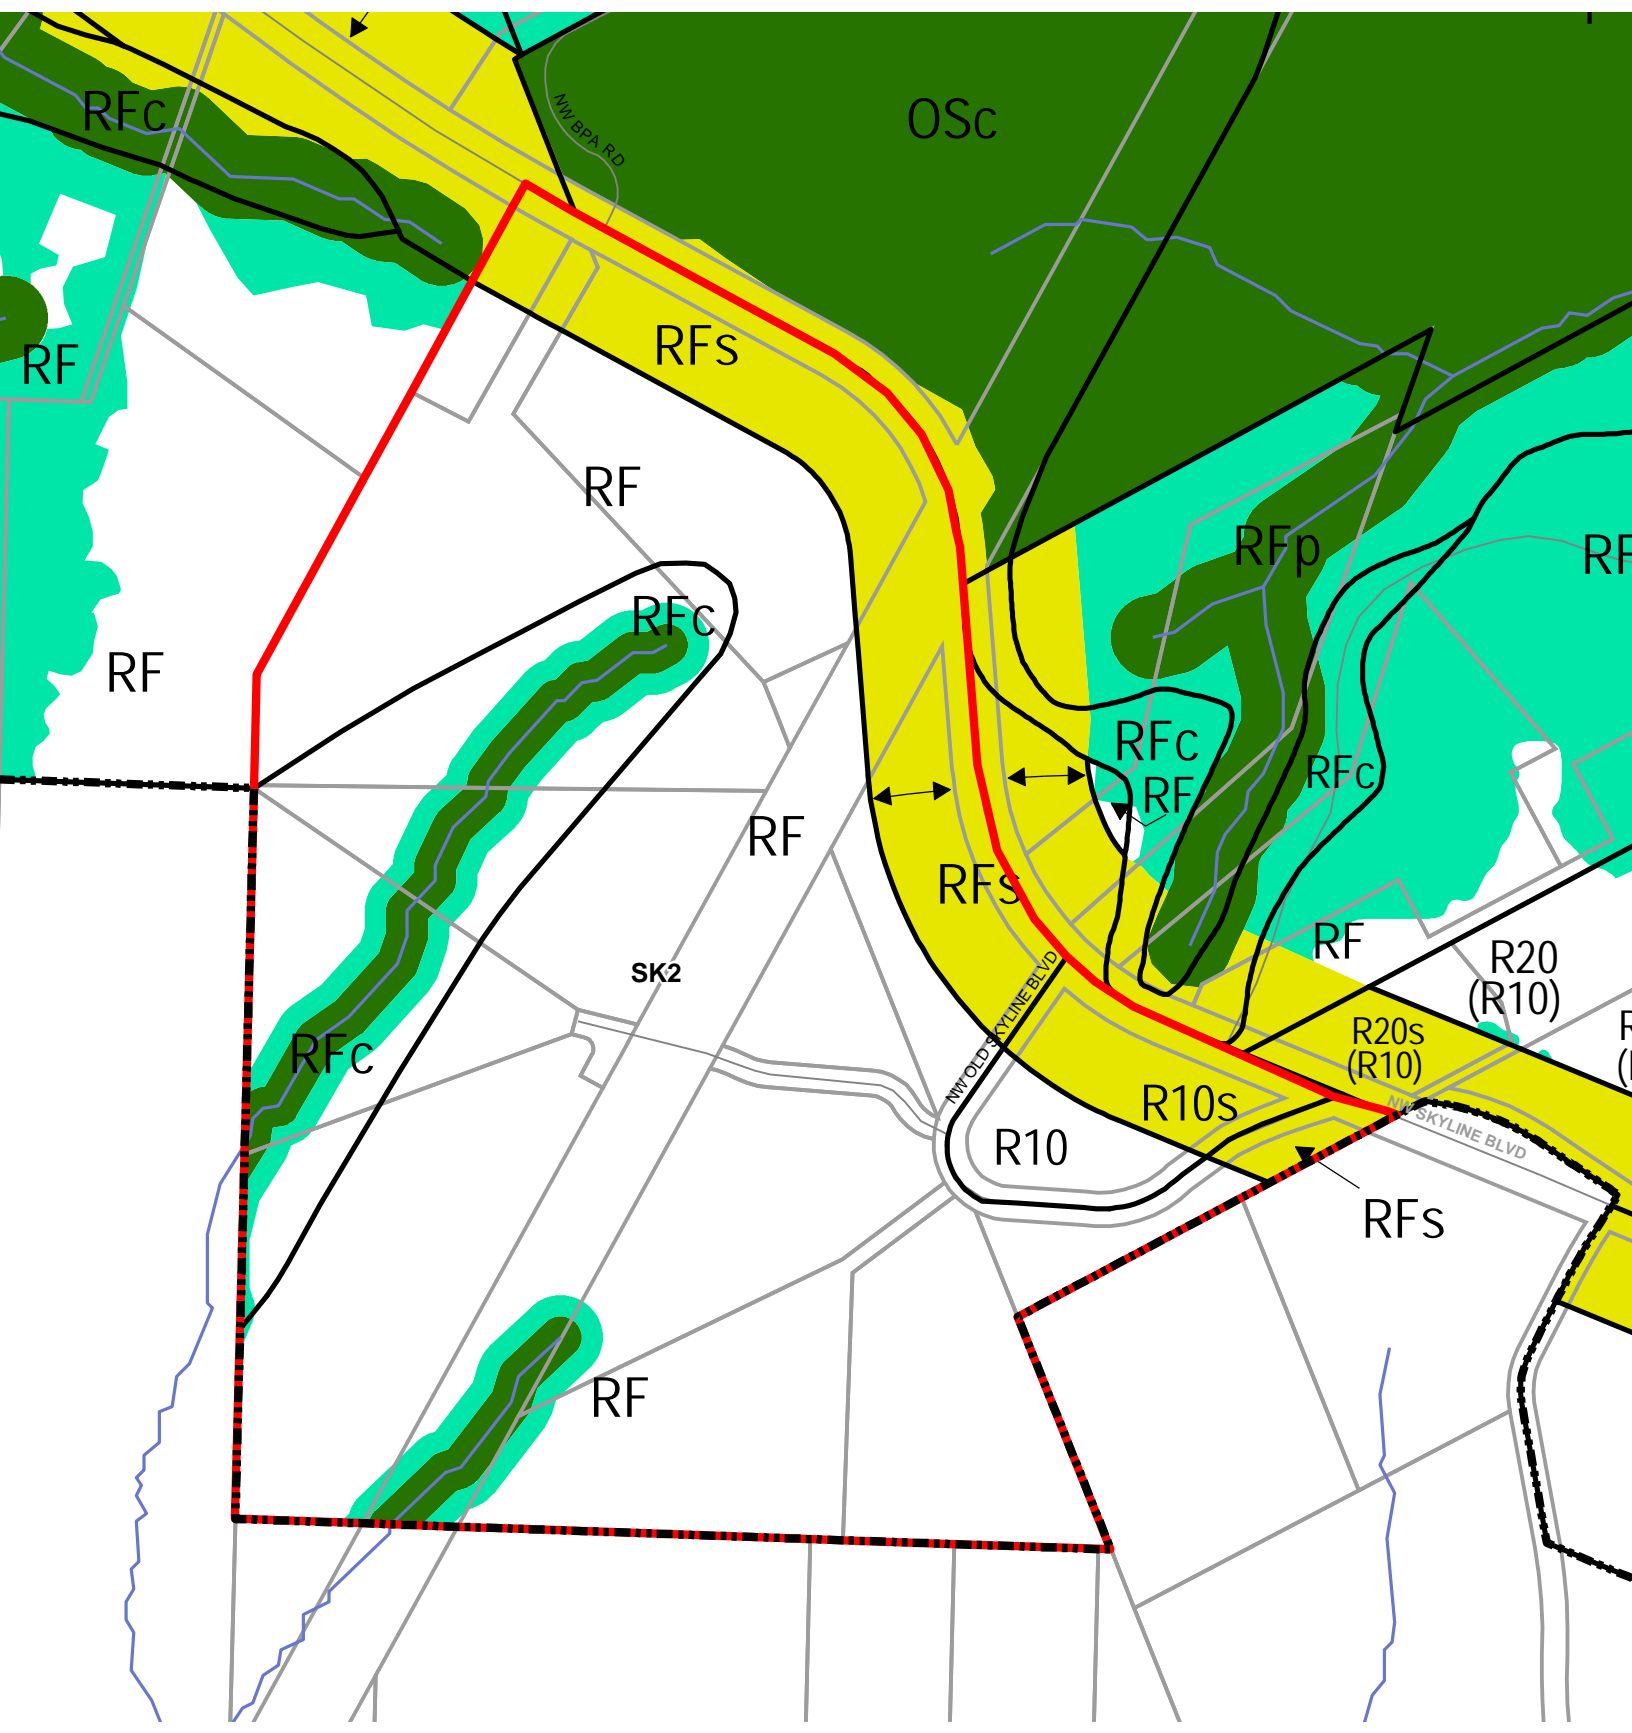 RFc
OSc
NW BPA RD
RF
RFs
RF
RFp
RF
RFc
RF
RFc
RF
RFc
RF
RFs
RF
R20
(R10)
SK2
NW OLD SKYLINE BLVD
R20s
(R10)
R
RFc
R10s
NW SKYLINE BLVD
R10
RFs
RF